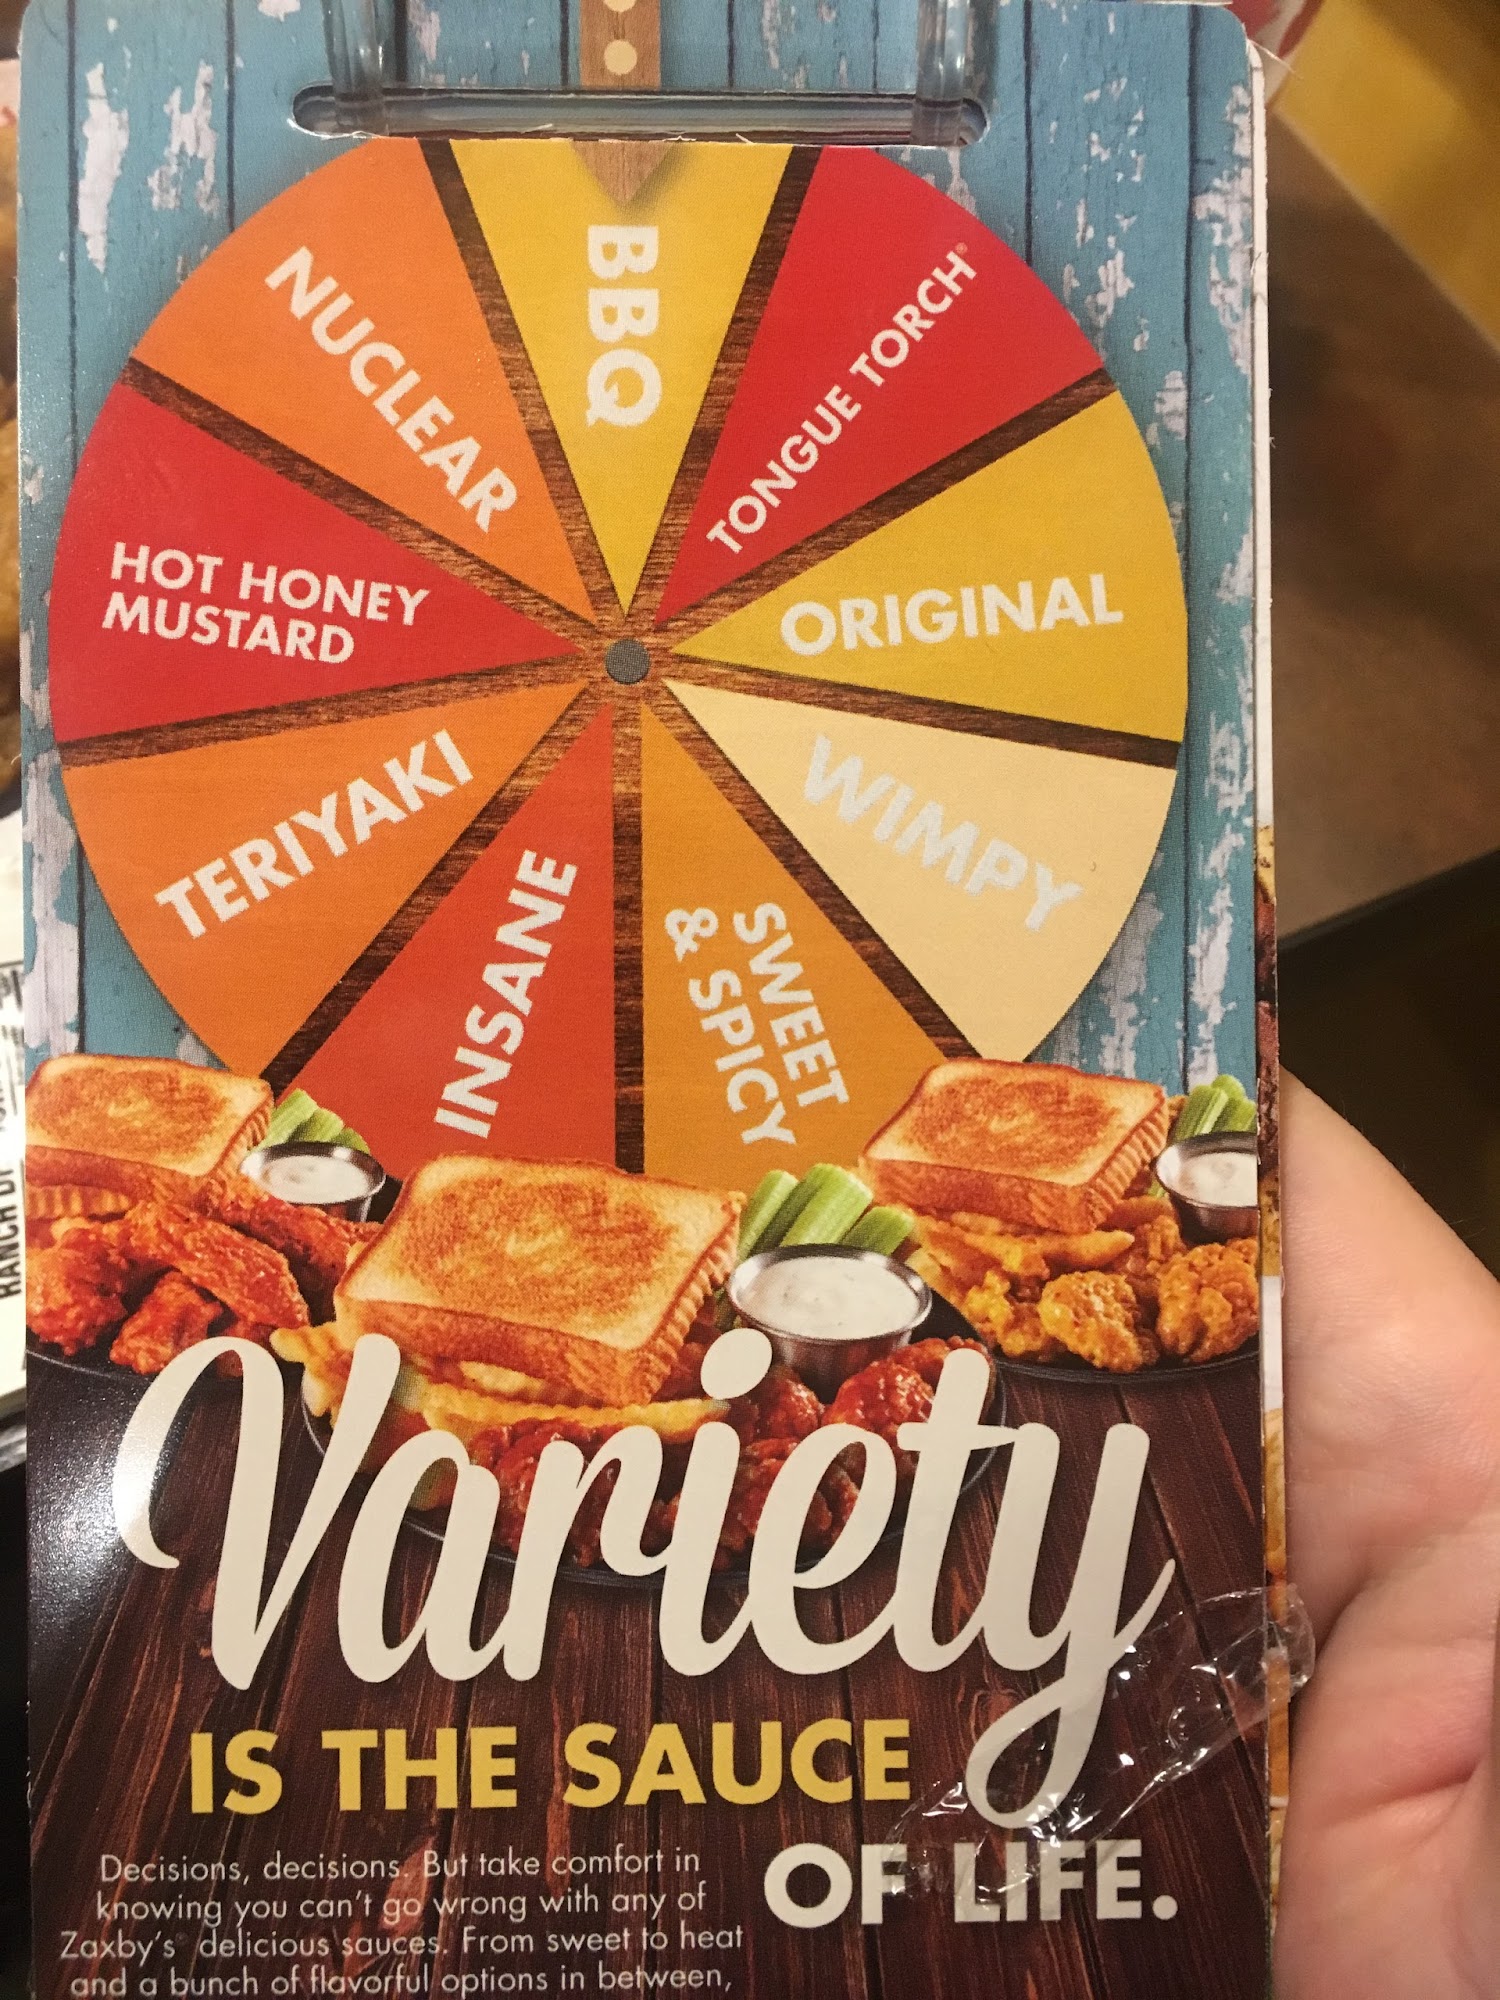 BBQ
TONGUE TORCH®
ORIGINAL
WIMPY
SWEET
& SPICY
INSANE
TERIYAKI
HOT HONEY
MUSTARD
NUCLEAR
Variety
IS THE SAUCE
OF LIFE.
Decisions, decisions. But take comfort in
knowing you can't go wrong with any of
Zaxby's® delicious sauces. From sweet to heat
and a bunch of flavorful options in between,
RANCH